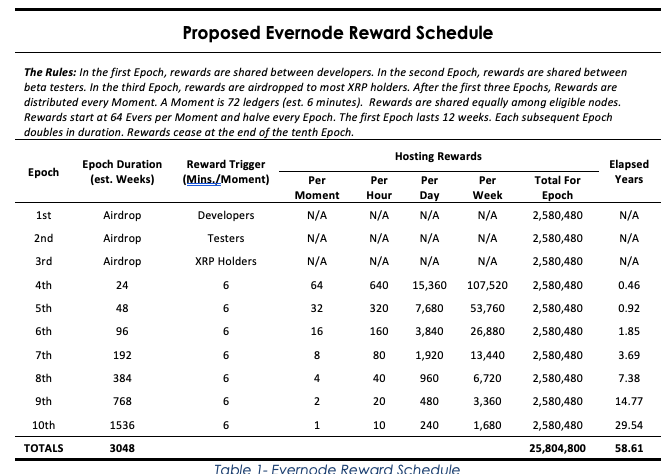 Proposed Evernode Reward Schedule
The Rules: In the first Epoch, rewards are shared between developers. In the second Epoch, rewards are shared between
beta testers. In the third Epoch, rewards are airdropped to most XRP holders. After the first three Epochs, Rewards are
distributed every Moment. A Moment is 72 ledgers (est. 6 minutes). Rewards are shared equally among eligible nodes.
Rewards start at 64 Evers per Moment and halve every Epoch. The first Epoch lasts 12 weeks. Each subsequent Epoch
doubles in duration. Rewards cease at the end of the tenth Epoch.
Hosting Rewards
Epoch Epoch Duration (est. Weeks) Reward Trigger (Mins./Moment) Per Moment Per Hour Per Day Per Week Total For Epoch Elapsed Years
1st Airdrop Developers N/A N/A N/A N/A 2,580,480 N/A
2nd Airdrop Testers N/A N/A N/A N/A 2,580,480 N/A
3rd Airdrop XRP Holders N/A N/A N/A N/A 2,580,480 N/A
4th 24 6 64 640 15,360 107,520 2,580,480 0.46
5th 48 6 32 320 7,680 53,760 2,580,480 0.92
6th 96 6 16 160 3,840 26,880 2,580,480 1.85
7th 192 6 8 80 1,920 13,440 2,580,480 3.69
8th 384 6 4 40 960 6,720 2,580,480 7.38
9th 768 6 2 20 480 3,360 2,580,480 14.77
10th 1536 6 1 10 240 1,680 2,580,480 29.54
TOTALS 3048 25,804,800 58.61
Table 1- Evernode Reward Schedule